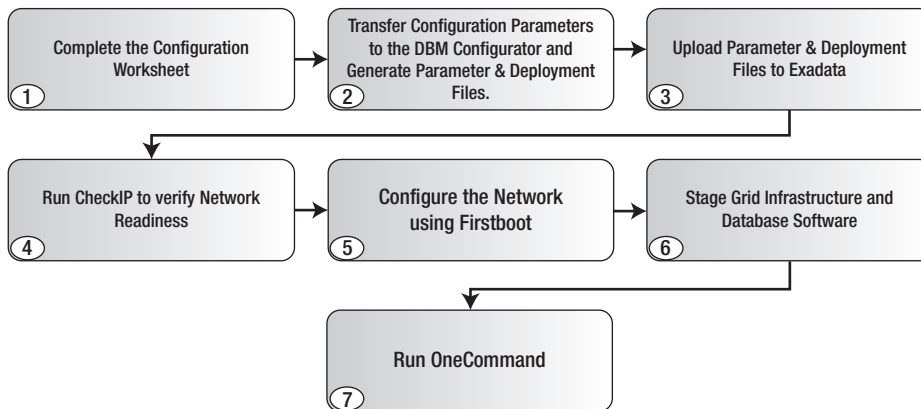 Complete the Configuration
Worksheet
1
Transfer Configuration Parameters
to the DBM Configurator and
Generate Parameter & Deployment
Files.
2
Upload Parameter & Deployment
Files to Exadata
3
Run CheckIP to verify Network
Readiness
4
Configure the Network
using Firstboot
5
Stage Grid Infrastructure and
Database Software
6
Run OneCommand
7